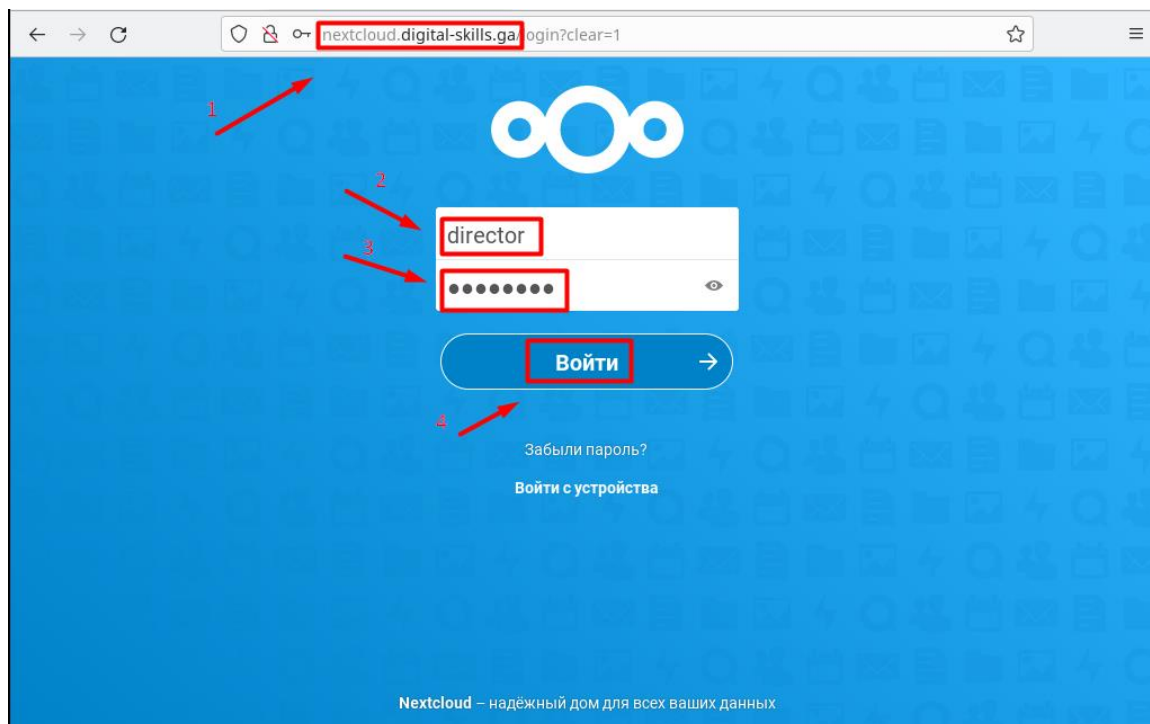 nextcloud.digital-skills.ga/login?clear=1
1
2
director
3
••••••••
Войти
4
Забыли пароль?
Войти с устройства
Nextcloud – надёжный дом для всех ваших данных